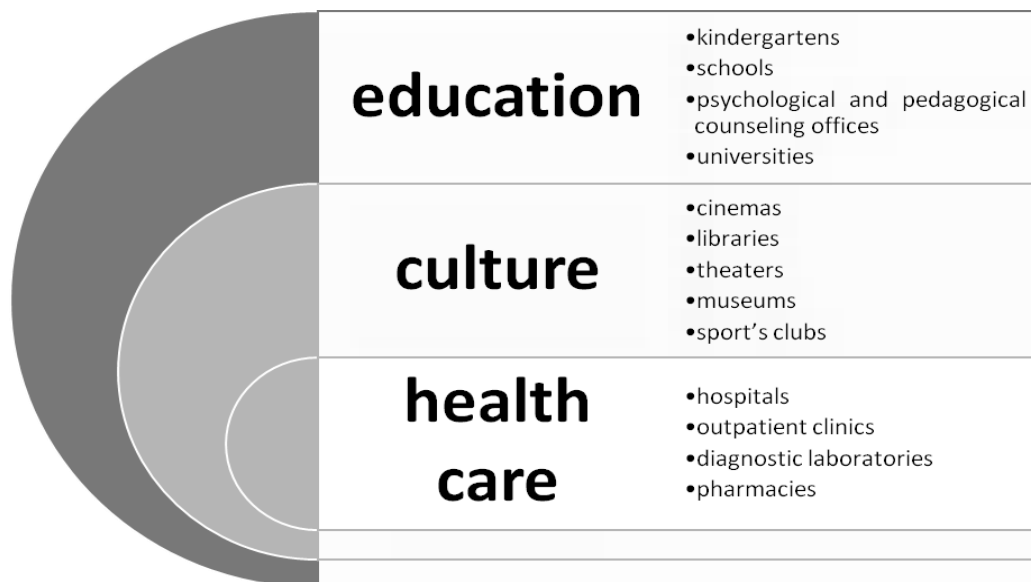 education
•kindergartens
•schools
•psychological and pedagogical
counseling offices
•universities
culture
•cinemas
•libraries
•theaters
•museums
•sport’s clubs
health
care
•hospitals
•outpatient clinics
•diagnostic laboratories
•pharmacies